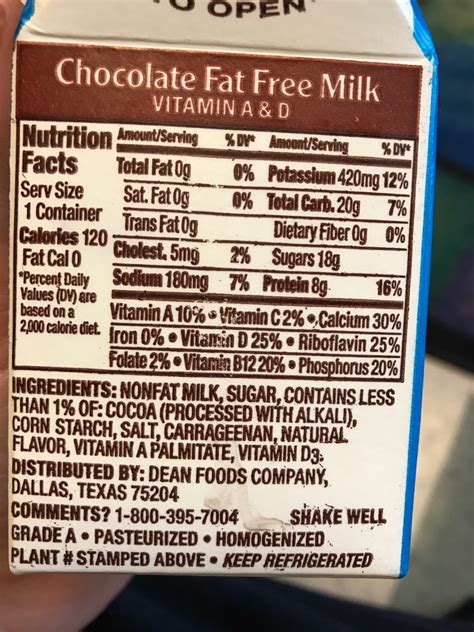 TO OPEN
Chocolate Fat Free Milk
VITAMIN A & D
Nutrition Facts
Serv Size
1 Container
Calories 120
Fat Cal 0
*Percent Daily
Values (DV) are
based on a
2,000 calorie diet.
Amount/Serving %DV* Amount/Serving %DV*
Total Fat 0g 0% Potassium 420mg 12%
Sat. Fat 0g 0% Total Carb. 20g 7%
Trans Fat 0g Dietary Fiber 0g 0%
Cholest. 5mg 2% Sugars 18g
Sodium 180mg 7% Protein 8g 16%
Vitamin A 10% • Vitamin C 2% • Calcium 30%
Iron 0% • Vitamin D 25% • Riboflavin 25%
Folate 2% • Vitamin B12 20% • Phosphorus 20%
INGREDIENTS: NONFAT MILK, SUGAR, CONTAINS LESS
THAN 1% OF: COCOA (PROCESSED WITH ALKALI),
CORN STARCH, SALT, CARRAGEENAN, NATURAL
FLAVOR, VITAMIN A PALMITATE, VITAMIN D3.
DISTRIBUTED BY: DEAN FOODS COMPANY,
DALLAS, TEXAS 75204
COMMENTS? 1-800-395-7004 SHAKE WELL
GRADE A • PASTEURIZED • HOMOGENIZED
PLANT # STAMPED ABOVE • KEEP REFRIGERATED